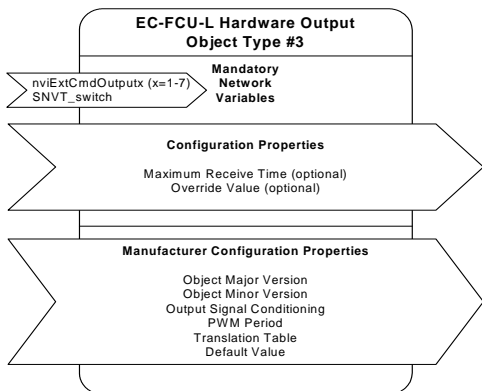 EC-FCU-L Hardware Output
Object Type #3
Mandatory
Network
Variables
nviExtCmdOutputx (x=1-7)
SNVT_switch
Configuration Properties
Maximum Receive Time (optional)
Override Value (optional)
Manufacturer Configuration Properties
Object Major Version
Object Minor Version
Output Signal Conditioning
PWM Period
Translation Table
Default Value